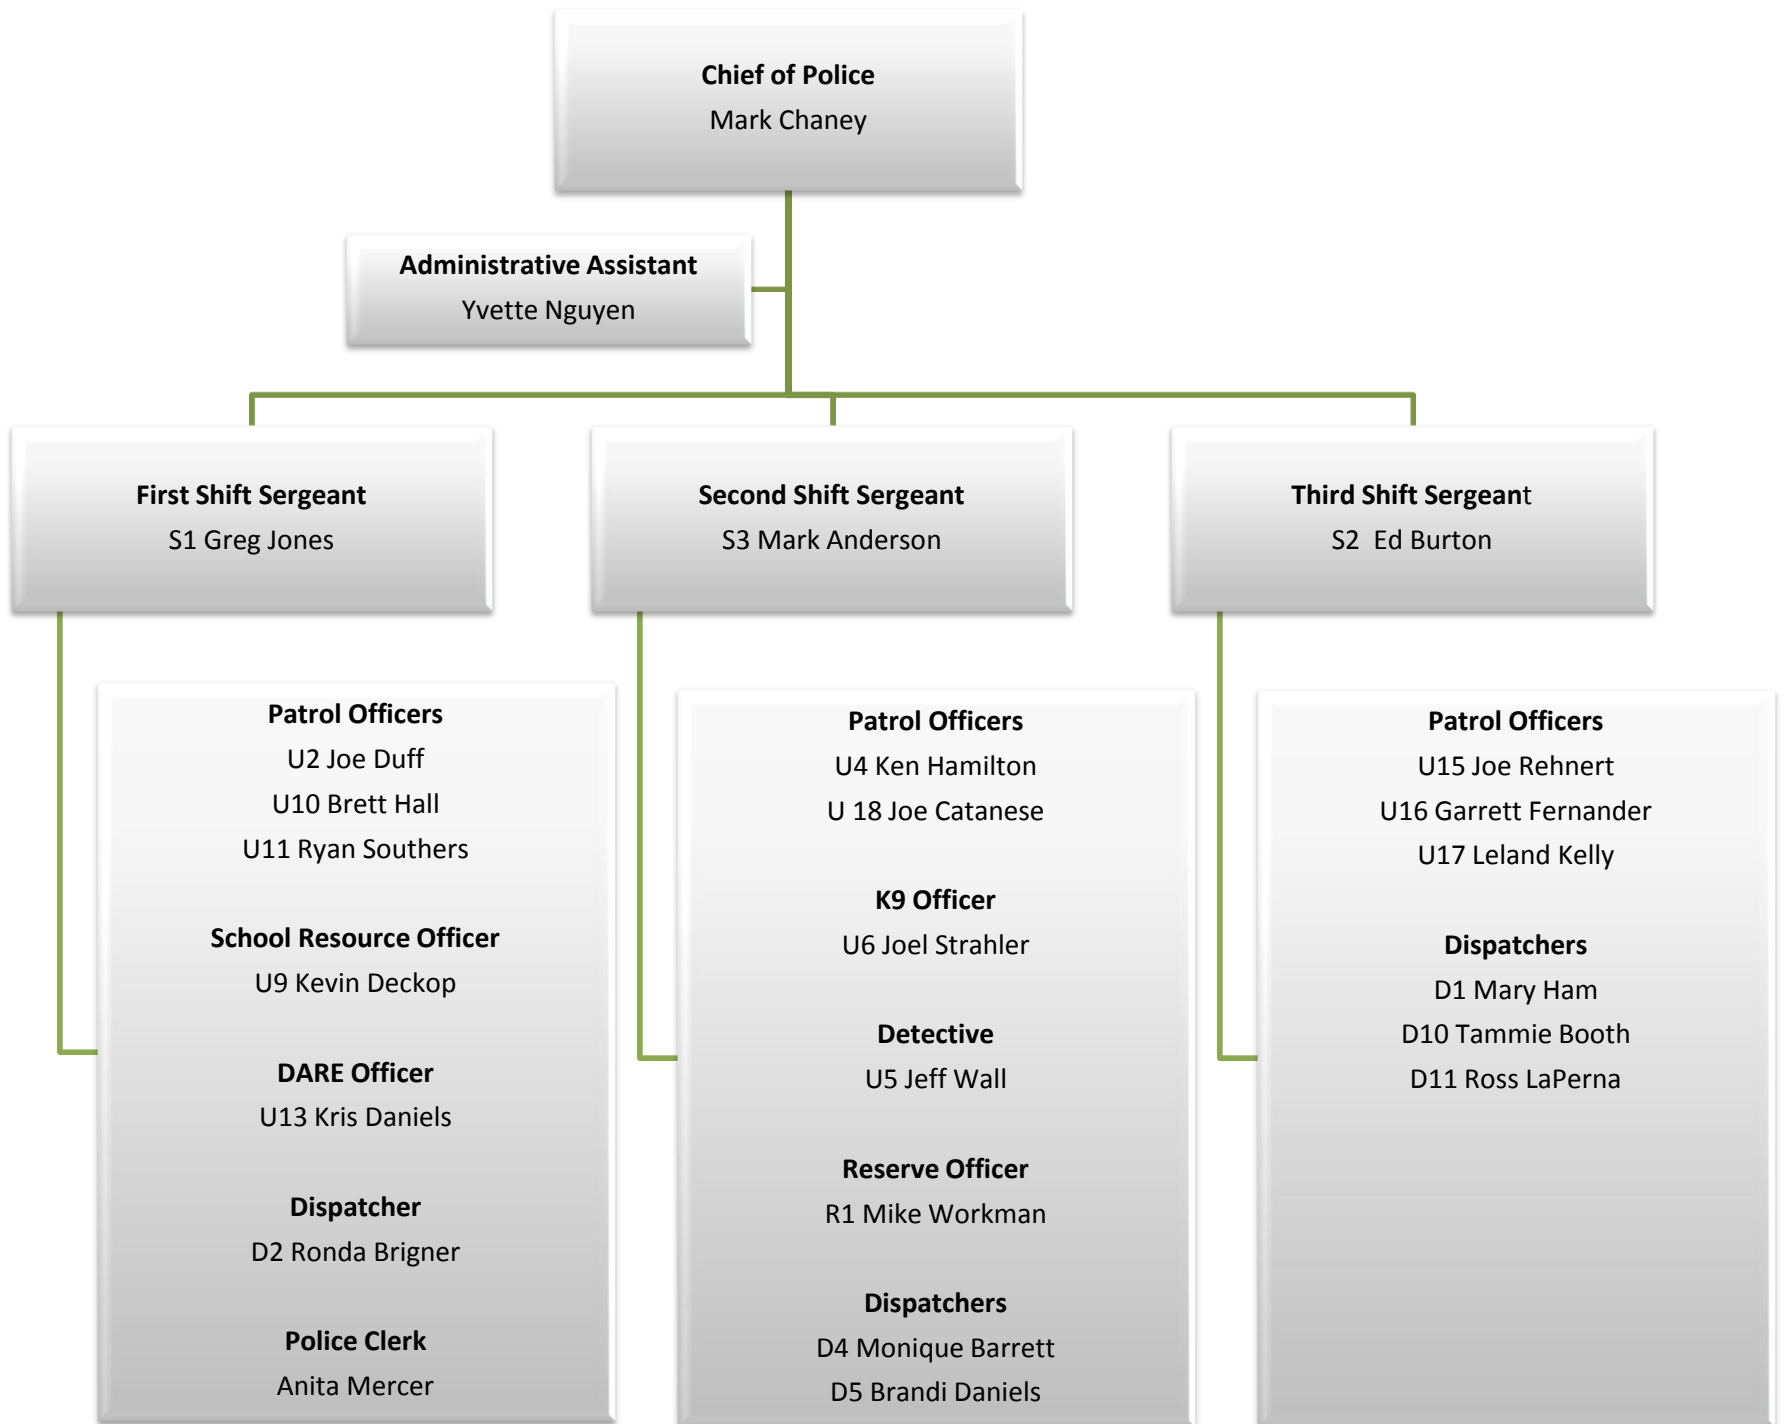 Chief of Police
Mark Chaney
Administrative Assistant
Yvette Nguyen
First Shift Sergeant
S1 Greg Jones
Second Shift Sergeant
S3 Mark Anderson
Third Shift Sergeant
S2  Ed Burton
Patrol Officers
U2 Joe Duff
U10 Brett Hall
U11 Ryan Southers
School Resource Officer
U9 Kevin Deckop
DARE Officer
U13 Kris Daniels
Dispatcher
D2 Ronda Brigner
Police Clerk
Anita Mercer
Patrol Officers
U4 Ken Hamilton
U 18 Joe Catanese
K9 Officer
U6 Joel Strahler
Detective
U5 Jeff Wall
Reserve Officer
R1 Mike Workman
Dispatchers
D4 Monique Barrett
D5 Brandi Daniels
Patrol Officers
U15 Joe Rehnert
U16 Garrett Fernander
U17 Leland Kelly
Dispatchers
D1 Mary Ham
D10 Tammie Booth
D11 Ross LaPerna